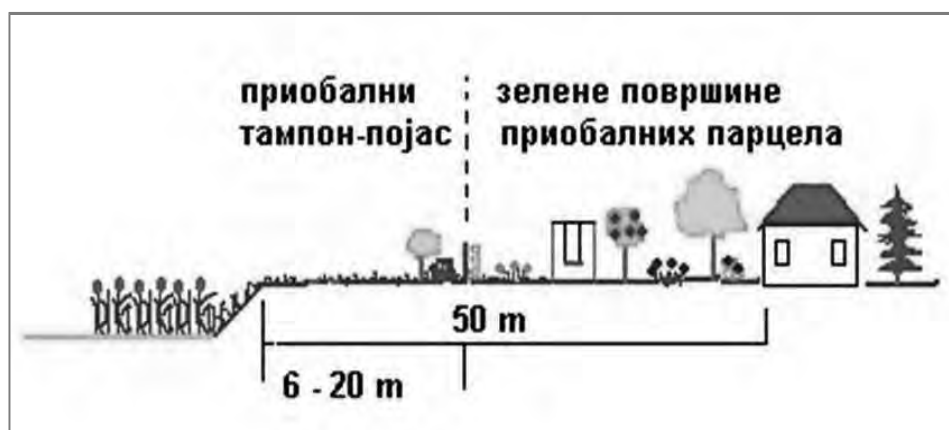 приобални
тампон-појас
зелене површине
приобалних парцела
50 m
6 - 20 m